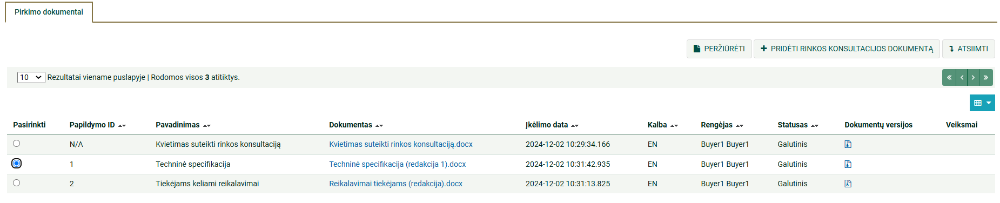 Pirkimo dokumentai
PERŽIŪRĖTI PRIDĖTI RINKOS KONSULTACIJOS DOKUMENTĄ ATSIIMTI
10 Rezultatai viename puslapyje | Rodomos visos 3 atitiktys.
Pasirinkti Papildymo ID Pavadinimas Dokumentas Įkėlimo data Kalba Rengėjas Statusas Dokumentų versijos Veiksmai
N/A Kvietimas suteikti rinkos konsultaciją Kvietimas suteikti rinkos konsultaciją.docx 2024-12-02 10:29:34.166 EN Buyer1 Buyer1 Galutinis
1 Techninė specifikacija Techninė specifikacija (redakcija 1).docx 2024-12-02 10:31:42.935 EN Buyer1 Buyer1 Galutinis
2 Tiekėjams keliami reikalavimai Reikalavimai tiekėjams (redakcija).docx 2024-12-02 10:31:13.825 EN Buyer1 Buyer1 Galutinis